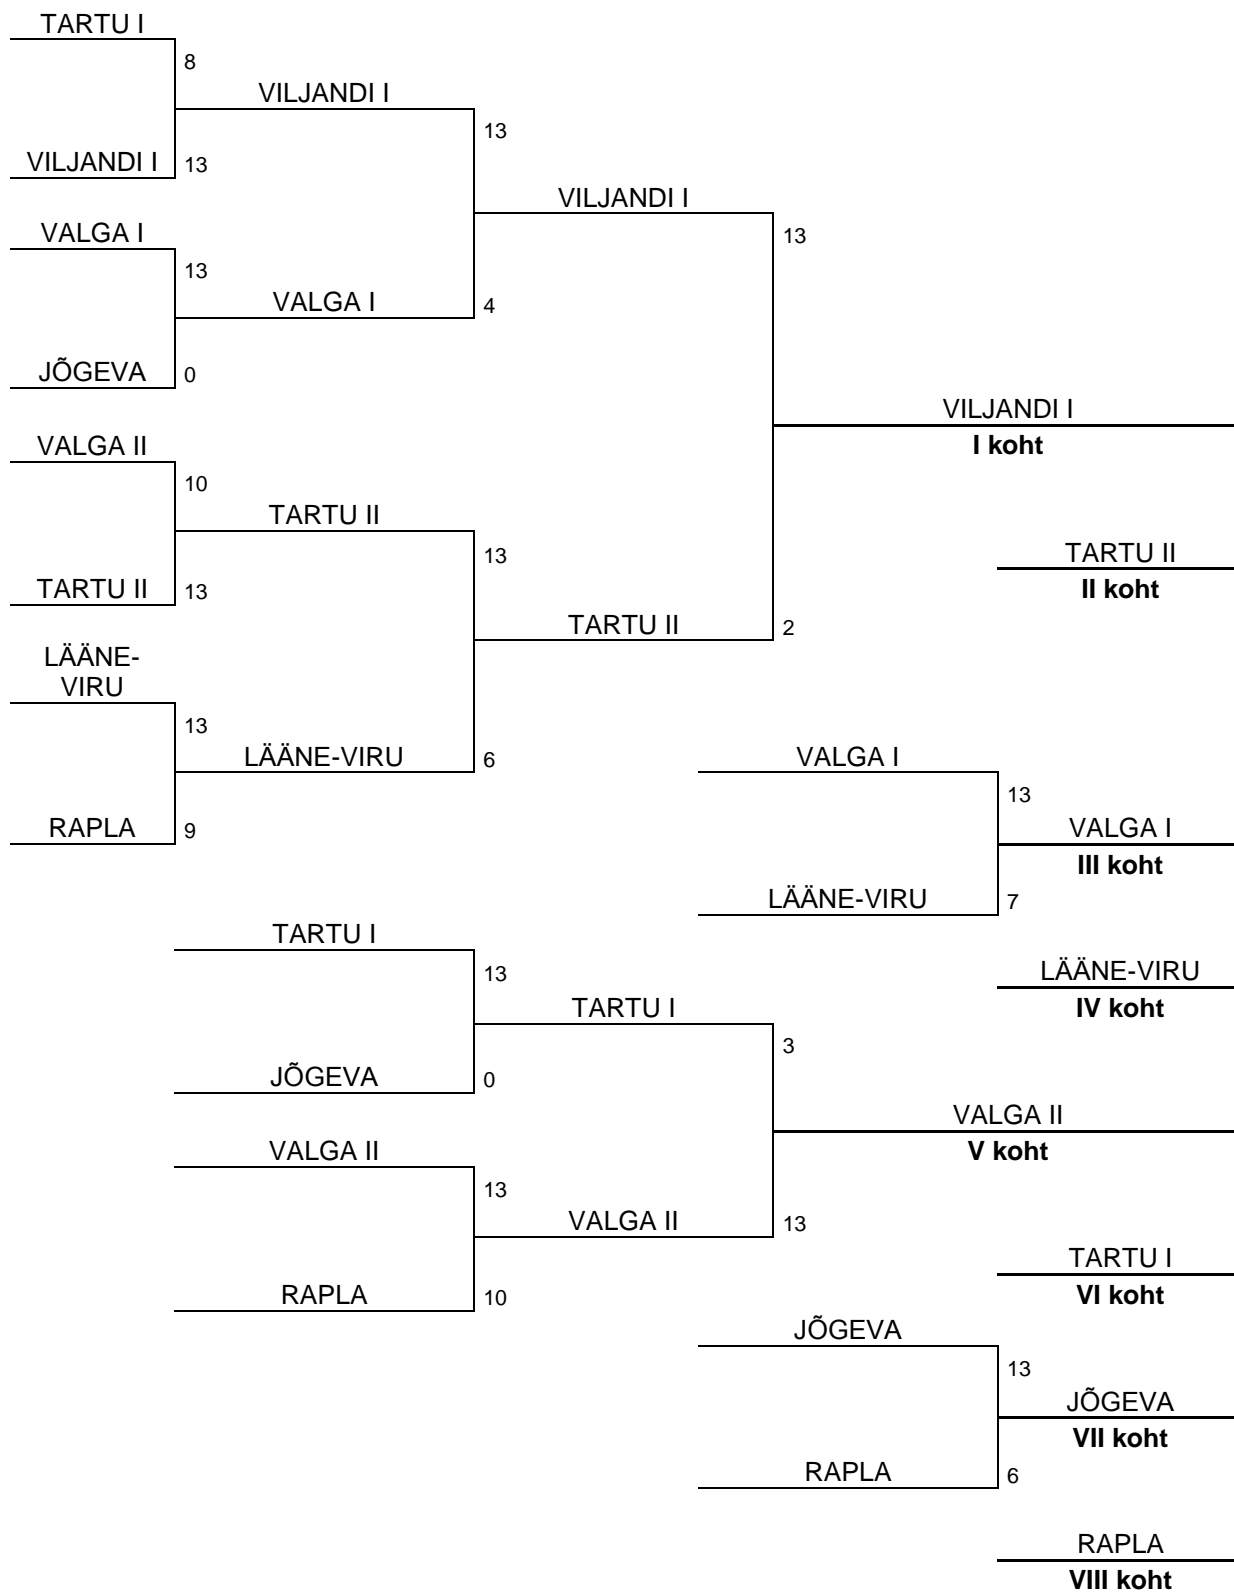 TARTU I
8
VILJANDI I
13
VILJANDI I
13
VILJANDI I
13
VALGA I
13
VALGA I
4
JÕGEVA
0
VILJANDI I
I koht
VALGA II
10
TARTU II
13
TARTU II
II koht
TARTU II
13
TARTU II
2
LÄÄNE-
VIRU
13
LÄÄNE-VIRU
6
VALGA I
13
RAPLA
9
VALGA I
III koht
LÄÄNE-VIRU
7
TARTU I
13
LÄÄNE-VIRU
IV koht
TARTU I
3
JÕGEVA
0
VALGA II
V koht
VALGA II
13
VALGA II
13
TARTU I
VI koht
RAPLA
10
JÕGEVA
13
JÕGEVA
VII koht
RAPLA
6
RAPLA
VIII koht